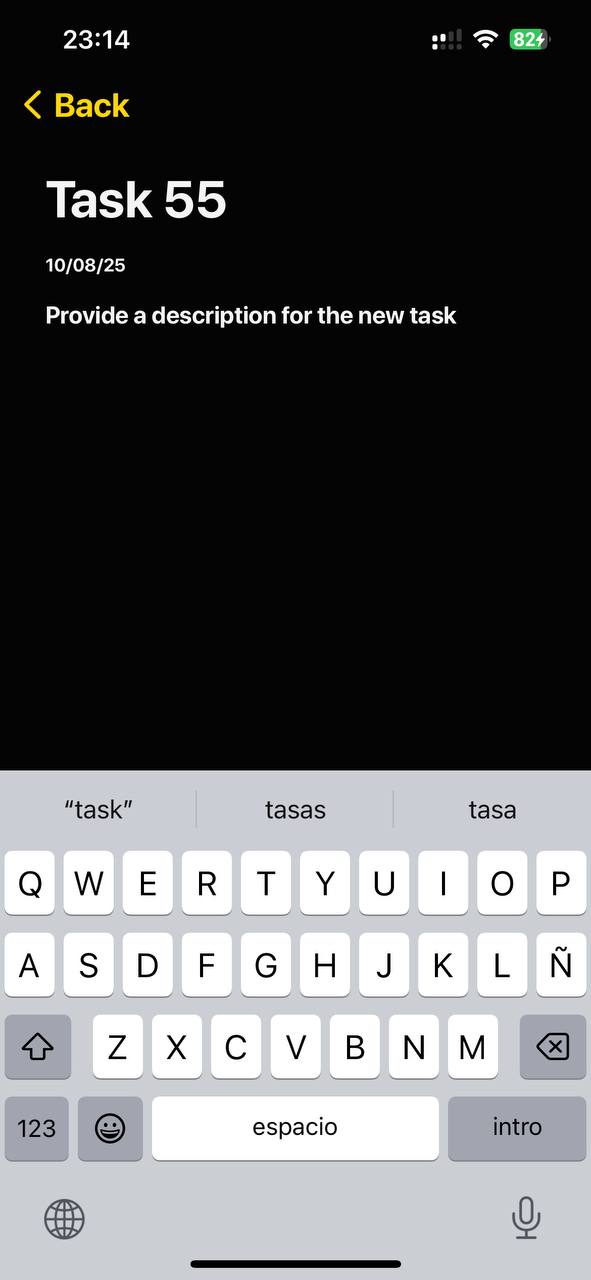 23:14
82
Back
Task 55
10/08/25
Provide a description for the new task
“task” tasas tasa
Q W E R T Y U I O P
A S D F G H J K L Ñ
Z X C V B N M
123 espacio intro